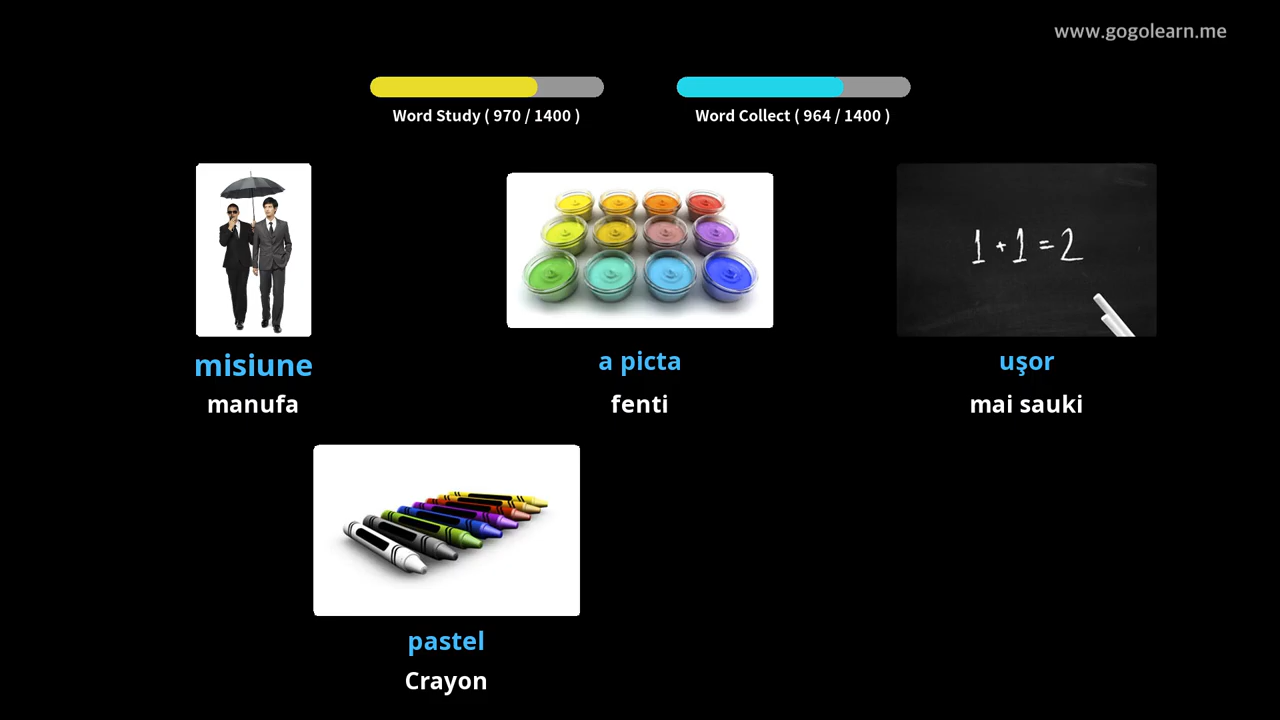 www.gogolearn.me
Word Study ( 970 / 1400 )
Word Collect ( 964 / 1400 )
1 + 1 = 2
misiune
manufa
a picta
fenti
uşor
mai sauki
pastel
Crayon